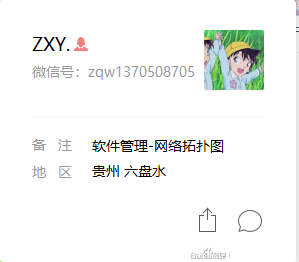 ZXY.
微信号：zqw1370508705
备 注 软件管理-网络拓扑图
地 区 贵州 六盘水